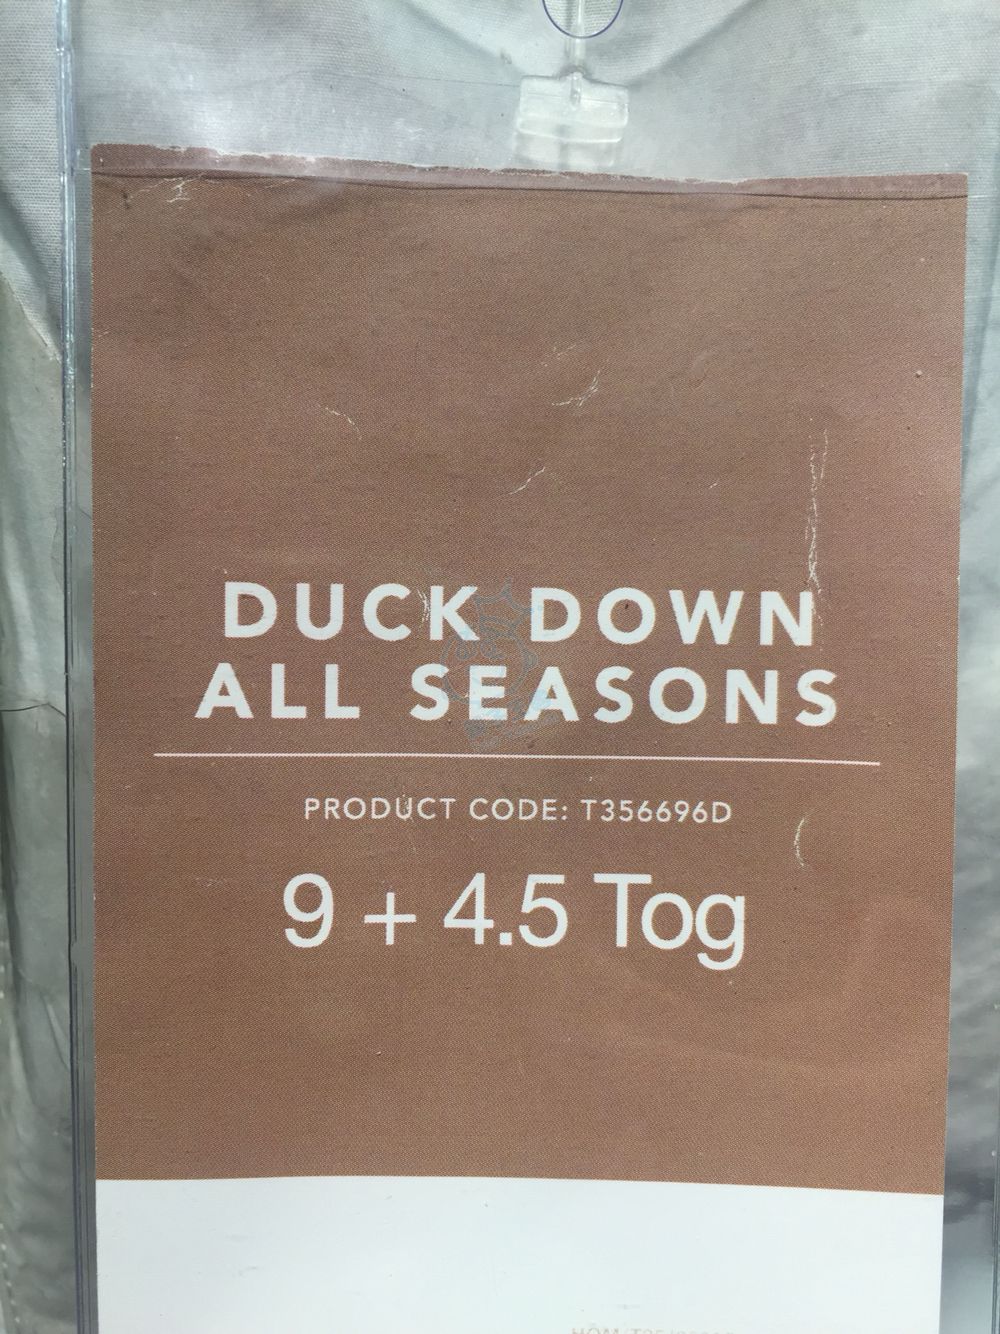 DUCK DOWN
ALL SEASONS
PRODUCT CODE: T356696D
9 + 4.5 Tog